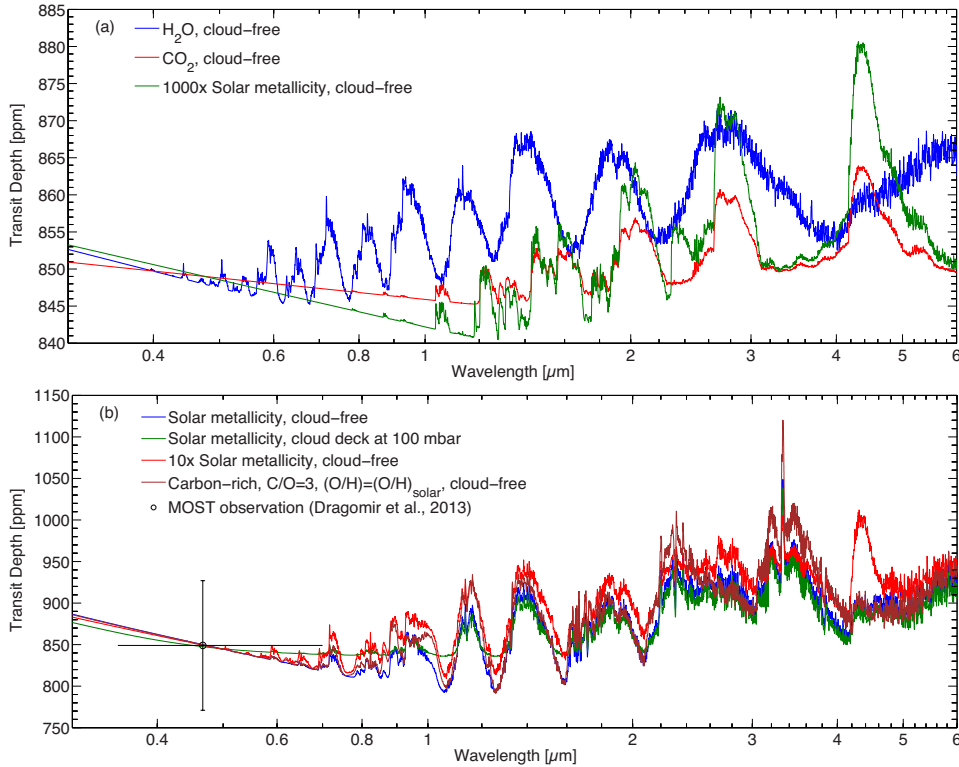 (a)
H2O, cloud-free
CO2, cloud-free
1000x Solar metallicity, cloud-free
Transit Depth [ppm]
885
880
875
870
865
860
855
850
845
840
0.4 0.6 0.8 1 2 3 4 5 6
Wavelength [µm]
(b)
Solar metallicity, cloud-free
Solar metallicity, cloud deck at 100 mbar
10x Solar metallicity, cloud-free
Carbon-rich, C/O=3, (O/H)=(O/H)solar, cloud-free
MOST observation (Dragomir et al., 2013)
Transit Depth [ppm]
1150
1100
1050
1000
950
900
850
800
750
0.4 0.6 0.8 1 2 3 4 5 6
Wavelength [µm]